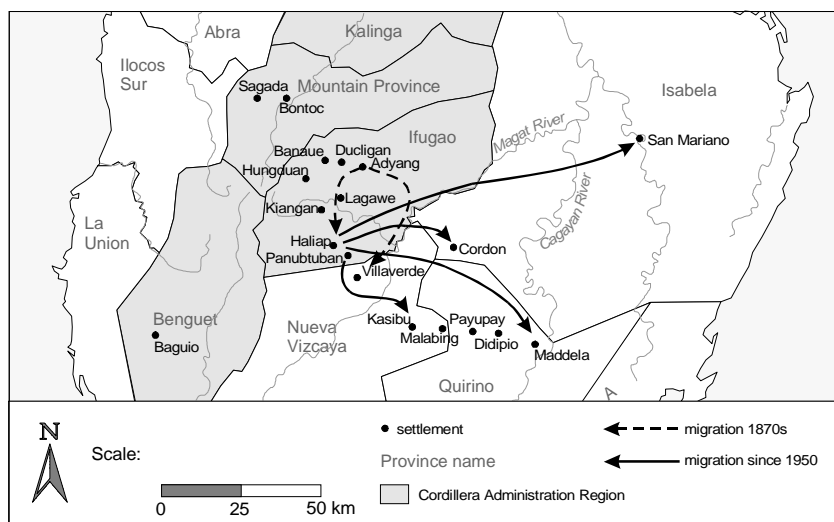 Abra
Kalinga
Ilocos
Sur
Isabela
Sagada
Mountain Province
Bontoc
Ifugao
Magat River
San Mariano
Banaue
Ducligan
Adyang
Hungduan
Lagawe
Kiangan
La
Union
Cagayan River
Haliap
Cordon
Panubtuban
Villaverde
Benguet
Nueva
Vizcaya
Kasibu
Payupay
Malabing
Didipio
Baguio
Maddela
Quirino
A
N
Scale:
0 25 50 km
settlement
Province name
Cordillera Administration Region
migration 1870s
migration since 1950